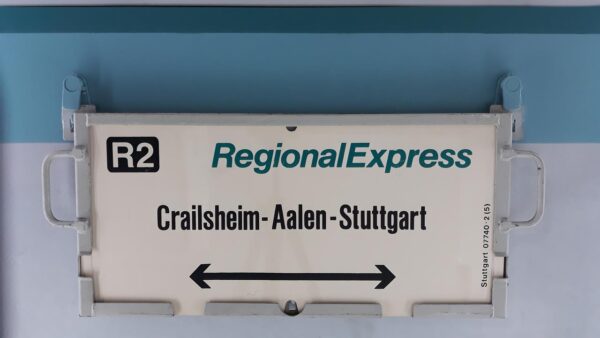 R2
RegionalExpress
Crailsheim-Aalen-Stuttgart
Stuttgart 07740-2 (5)